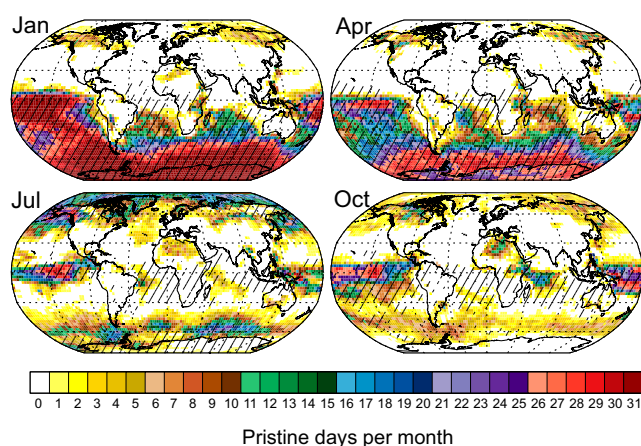 Jan Apr
Jul Oct
0 1 2 3 4 5 6 7 8 9 10 11 12 13 14 15 16 17 18 19 20 21 22 23 24 25 26 27 28 29 30 31
Pristine days per month